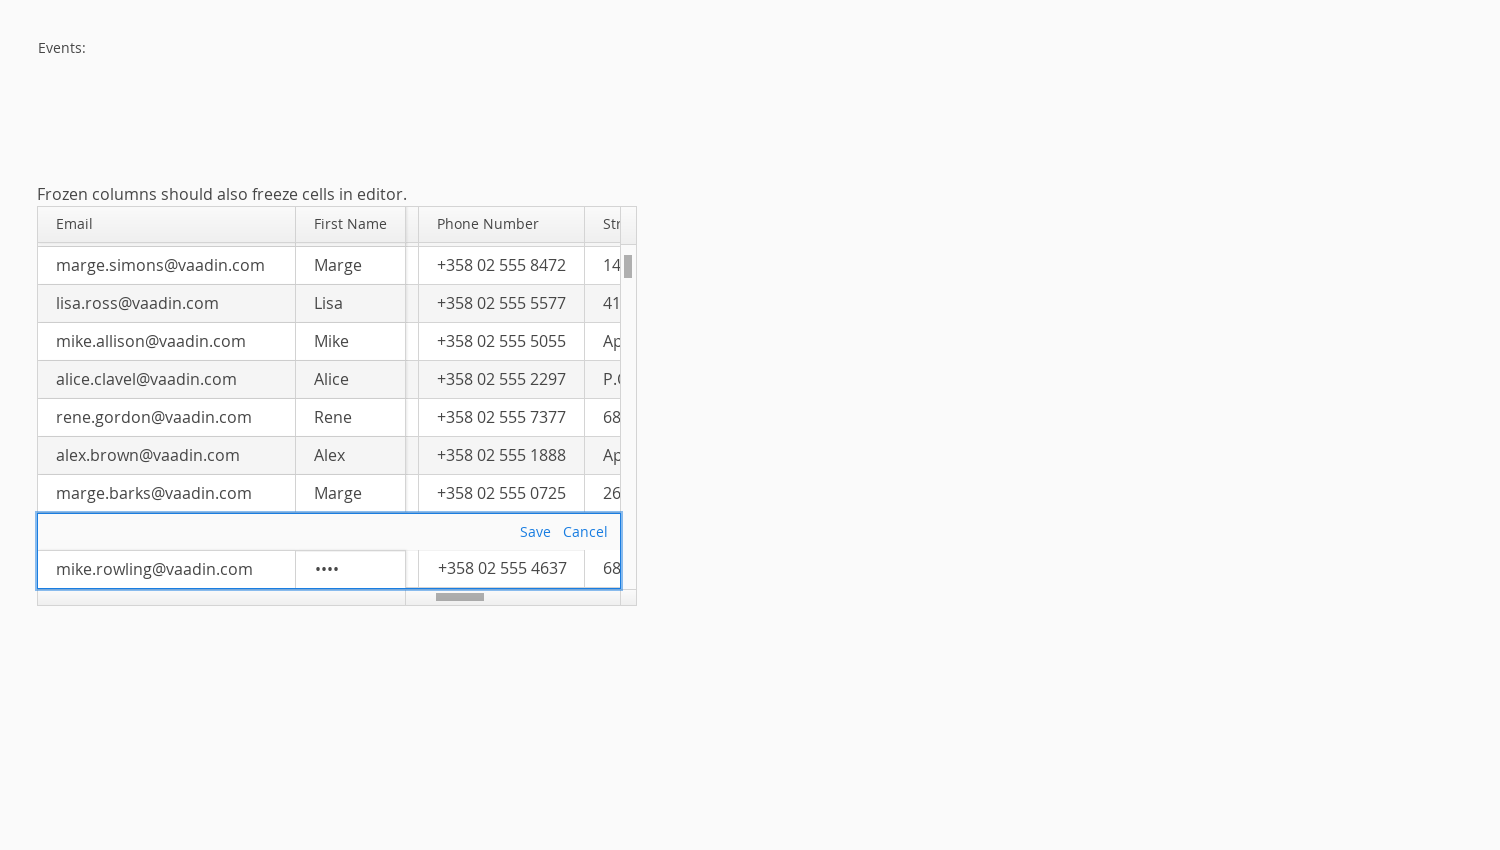 Events:
Frozen columns should also freeze cells in editor.
Email First Name Phone Number Str
marge.simons@vaadin.com Marge +358 02 555 8472 14
lisa.ross@vaadin.com Lisa +358 02 555 5577 41
mike.allison@vaadin.com Mike +358 02 555 5055 Ap
alice.clavel@vaadin.com Alice +358 02 555 2297 P.O
rene.gordon@vaadin.com Rene +358 02 555 7377 68
alex.brown@vaadin.com Alex +358 02 555 1888 Ap
marge.barks@vaadin.com Marge +358 02 555 0725 26
Save Cancel
mike.rowling@vaadin.com •••• +358 02 555 4637 68